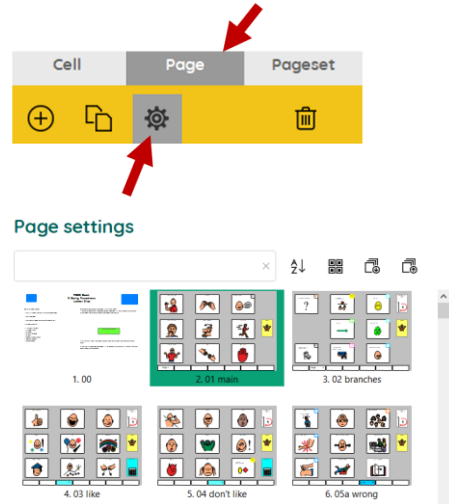 Cell Page Pageset
Page settings
1. 00 2. 01 main 3. 02 branches
4. 03 like 5. 04 don't like 6. 05a wrong